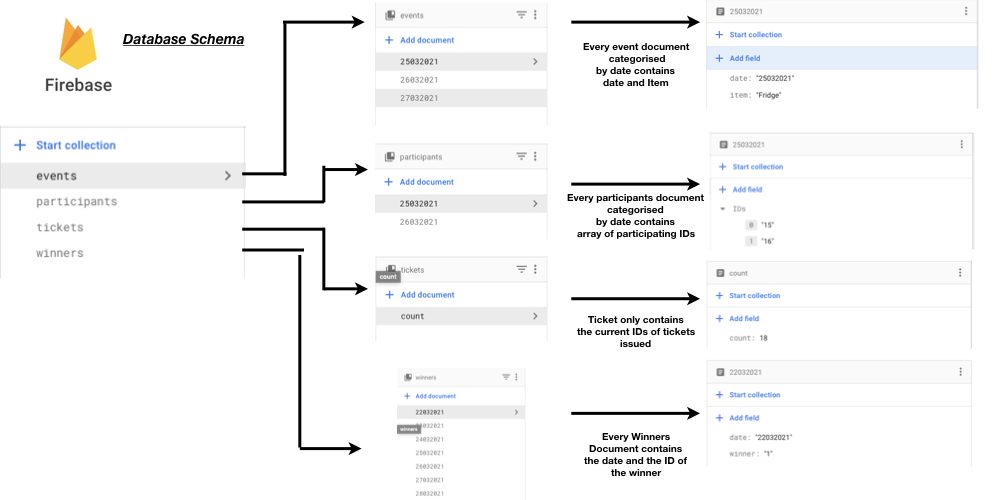 Firebase
Database Schema
Start collection
events
participants
tickets
winners
events
Add document
25032021
26032021
27032021
Every event document
categorised
by date contains
date and Item
25032021
Start collection
Add field
date: "25032021"
item: "Fridge"
participants
Add document
25032021
26032021
Every participants document
categorised
by date contains
array of participating IDs
25032021
Start collection
Add field
IDs
0 "15"
1 "16"
tickets
count
Add document
count
Ticket only contains
the current IDs of tickets
issued
count
Start collection
Add field
count: 18
winners
Add document
22032021
23032021
winners
24032021
25032021
26032021
27032021
28032021
Every Winners
Document contains
the date and the ID of
the winner
22032021
Start collection
Add field
date: "22032021"
winner: "1"